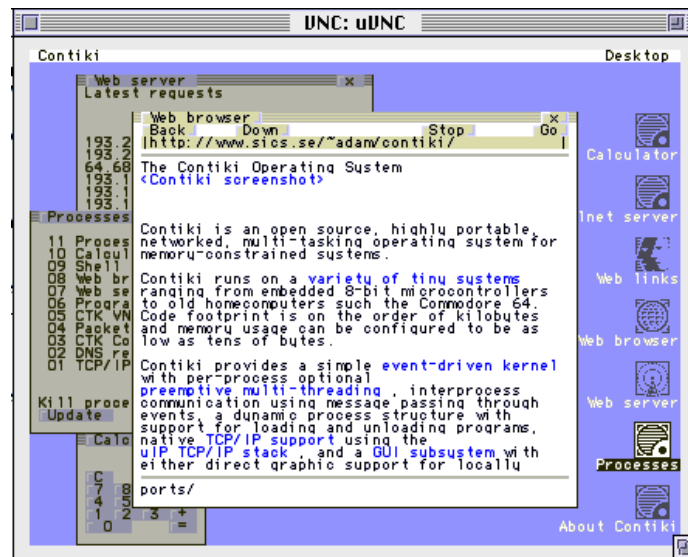 VNC: uVNC
Contiki
Desktop
Web server
x
Latest requests
193.2
193.2
64.68
193.1
193.1
193.1
Web browser
x
Back
Down
Stop
Go
http://www.sics.se/~adam/contiki/
The Contiki Operating System
<Contiki screenshot>
Contiki is an open source, highly portable,
networked, multi-tasking operating system for
memory-constrained systems.
Contiki runs on a variety of tiny systems
ranging from embedded 8-bit microcontrollers
to old homecomputers such the Commodore 64.
Code footprint is on the order of kilobytes
and memory usage can be configured to be as
low as tens of bytes.
Contiki provides a simple event-driven kernel
with per-process optional
preemptive multi-threading , interprocess
communication using message passing through
events, a dynamic process structure with
support for loading and unloading programs,
native TCP/IP support using the
uIP TCP/IP stack , and a GUI subsystem with
either direct graphic support for locally
ports/
Processes
11 Proces
10 Calcul
09 Shell
08 Web br
07 Web se
06 Progra
05 CTK VN
04 Packet
03 CTK Co
02 DNS re
01 TCP/IP
Kill proce
Update
Calc
C
7 8
4 5
1 2 3 +
0 =
Calculator
lnet server
Web links
Web browser
Web server
Processes
About Contiki